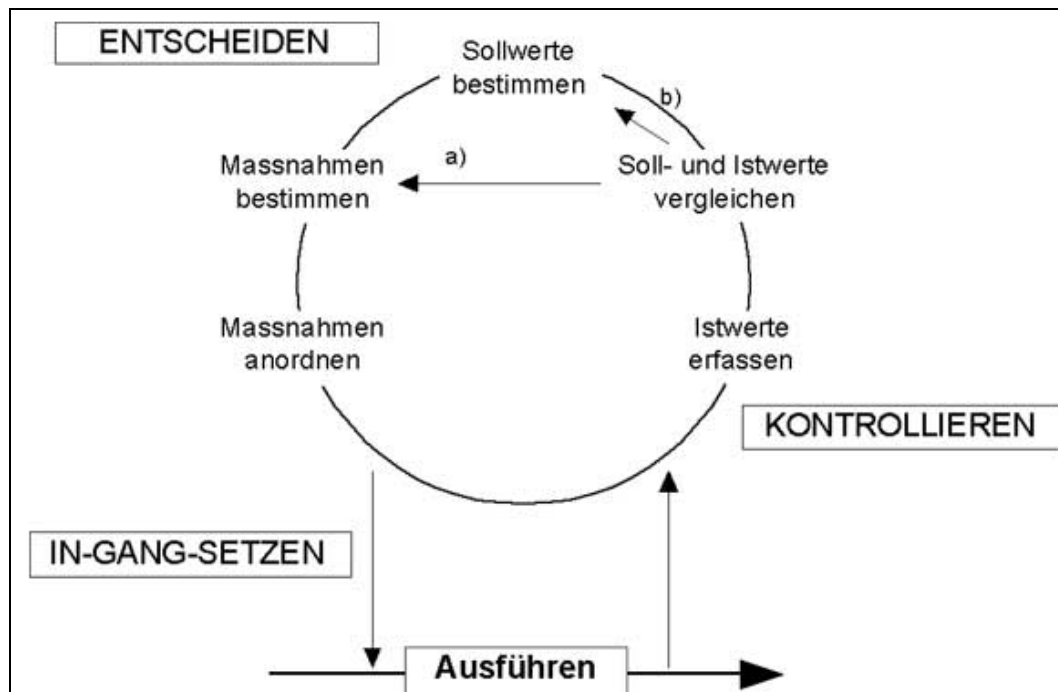 ENTSCHEIDEN
Sollwerte
bestimmen
b)
a)
Massnahmen
bestimmen
Soll- und Istwerte
vergleichen
Massnahmen
anordnen
Istwerte
erfassen
KONTROLLIEREN
IN-GANG-SETZEN
Ausführen